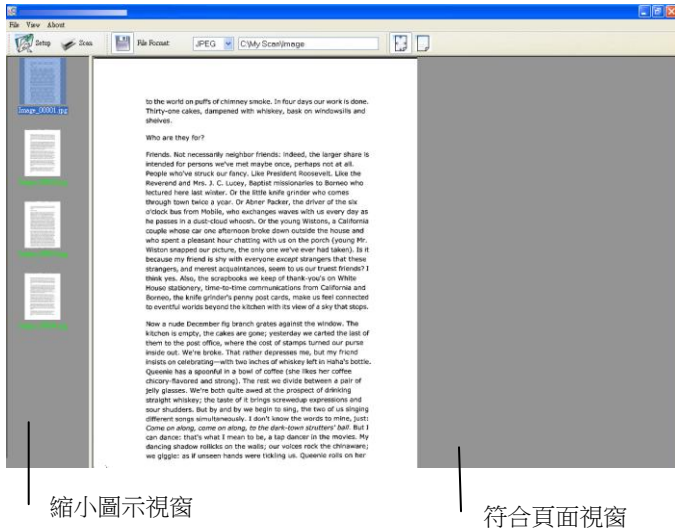 File View About
Setup Scan File Format JPEG C:\My Scan\Image
Image_00001.jpg
to the world on puffs of chimney smoke. In four days our work is done.
Thirty-one cakes, dampened with whiskey, bask on windowsills and
shelves.
Who are they for?
Friends. Not necessarily neighbor friends: indeed, the larger share is
intended for persons we've met maybe once, perhaps not at all.
People who've struck our fancy. Like President Roosevelt. Like the
Reverend and Mrs. J. C. Lucey, Baptist missionaries to Borneo who
lectured here last winter. Or the little knife grinder who comes
through town twice a year. Or Abner Packer, the driver of the six
o'clock bus from Mobile, who exchanges waves with us every day as
he passes in a dust-cloud whoosh. Or the young Wistons, a California
couple whose car one afternoon broke down outside the house and
who spent a pleasant hour chatting with us on the porch (young Mr.
Wiston snapped our picture, the only one we've ever had taken). Is it
because my friend is shy with everyone except strangers that these
strangers, and merest acquaintances, seem to us our truest friends? I
think yes. Also, the scrapbooks we keep of thank-you's on White
House stationery, time-to-time communications from California and
Borneo, the knife grinder's penny post cards, make us feel connected
to eventful worlds beyond the kitchen with its view of a sky that stops.
Now a nude December fig branch grates against the window. The
kitchen is empty, the cakes are gone; yesterday we carted the last of
them to the post office, where the cost of stamps turned our purse
inside out. We're broke. That rather depresses me, but my friend
insists on celebrating—with two inches of whiskey left in Haha's bottle.
Queenie has a spoonful in a bowl of coffee (she likes her coffee
chicory-flavored and strong). The rest we divide between a pair of
jelly glasses. We're both quite awed at the prospect of drinking
straight whiskey; the taste of it brings screwedup expressions and
sour shudders. But by and by we begin to sing, the two of us singing
different songs simultaneously. I don't know the words to mine, just:
Come on along, come on along, to the dark-town strutters' ball. But I
can dance: that's what I mean to be, a tap dancer in the movies. My
dancing shadow rollicks on the walls; our voices rock the chinaware;
we giggle: as if unseen hands were tickling us. Queenie rolls on her
縮小圖示視窗
符合頁面視窗